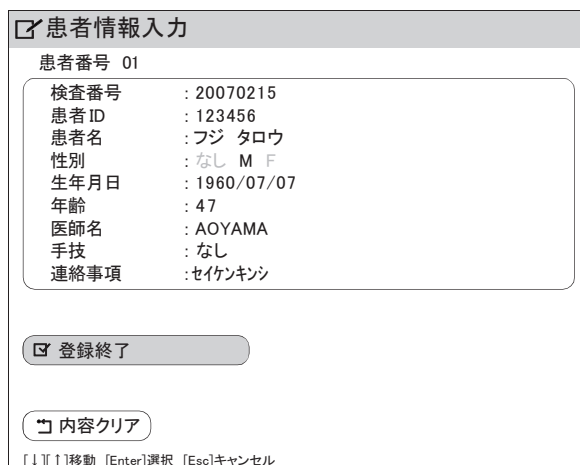 患者情報入力
患者番号 01
検査番号 : 20070215
患者ID : 123456
患者名 : フジ タロウ
性別 : なし M F
生年月日 : 1960/07/07
年齢 : 47
医師名 : AOYAMA
手技 : なし
連絡事項 : セイケンキンシ
登録終了
内容クリア
[↓][↑]移動 [Enter]選択 [Esc]キャンセル